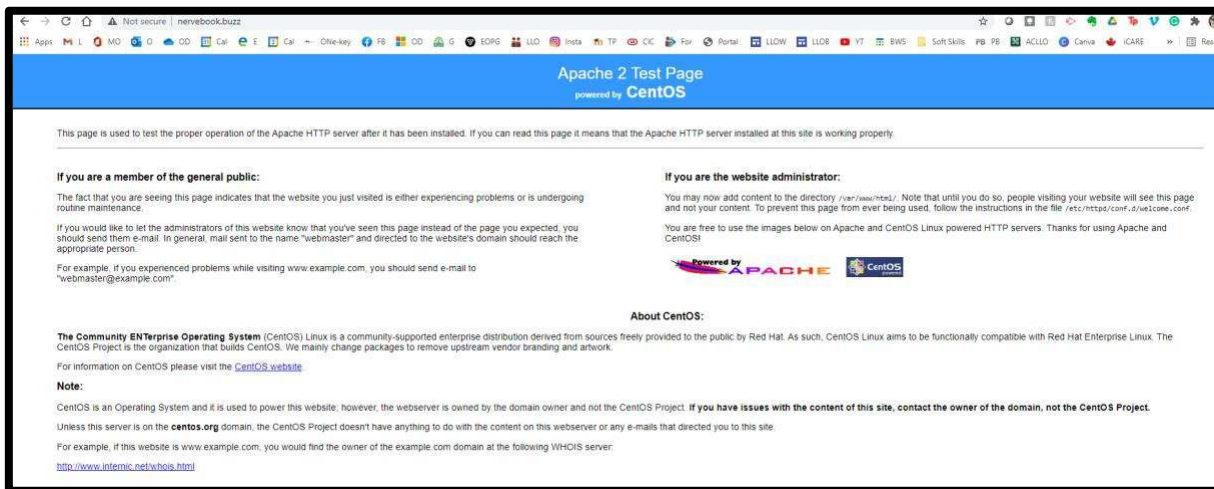 Not secure | nervebook.buzz
Apps M L MO O OD Cal E Cal ONe-key FB OD G EOPG LLO Insta TP CIC For Portal LLOW LLOB YT BWS Soft Skills PB PB ACLLO Canva iCARE » Rea
Apache 2 Test Page
powered by CentOS
This page is used to test the proper operation of the Apache HTTP server after it has been installed. If you can read this page it means that the Apache HTTP server installed at this site is working properly.
If you are a member of the general public:
The fact that you are seeing this page indicates that the website you just visited is either experiencing problems or is undergoing
routine maintenance.
If you would like to let the administrators of this website know that you've seen this page instead of the page you expected, you
should send them e-mail. In general, mail sent to the name "webmaster" and directed to the website's domain should reach the
appropriate person.
For example, if you experienced problems while visiting www.example.com, you should send e-mail to
"webmaster@example.com".
If you are the website administrator:
You may now add content to the directory /var/www/html/. Note that until you do so, people visiting your website will see this page
and not your content. To prevent this page from ever being used, follow the instructions in the file /etc/httpd/conf.d/welcome.conf.
You are free to use the images below on Apache and CentOS Linux powered HTTP servers. Thanks for using Apache and
CentOS!
Powered by
APACHE
CentOS
powered
About CentOS:
The Community ENTerprise Operating System (CentOS) Linux is a community-supported enterprise distribution derived from sources freely provided to the public by Red Hat. As such, CentOS Linux aims to be functionally compatible with Red Hat Enterprise Linux. The
CentOS Project is the organization that builds CentOS. We mainly change packages to remove upstream vendor branding and artwork.
For information on CentOS please visit the CentOS website.
Note:
CentOS is an Operating System and it is used to power this website; however, the webserver is owned by the domain owner and not the CentOS Project. If you have issues with the content of this site, contact the owner of the domain, not the CentOS Project.
Unless this server is on the centos.org domain, the CentOS Project doesn't have anything to do with the content on this webserver or any e-mails that directed you to this site.
For example, if this website is www.example.com, you would find the owner of the example.com domain at the following WHOIS server:
http://www.internic.net/whois.html